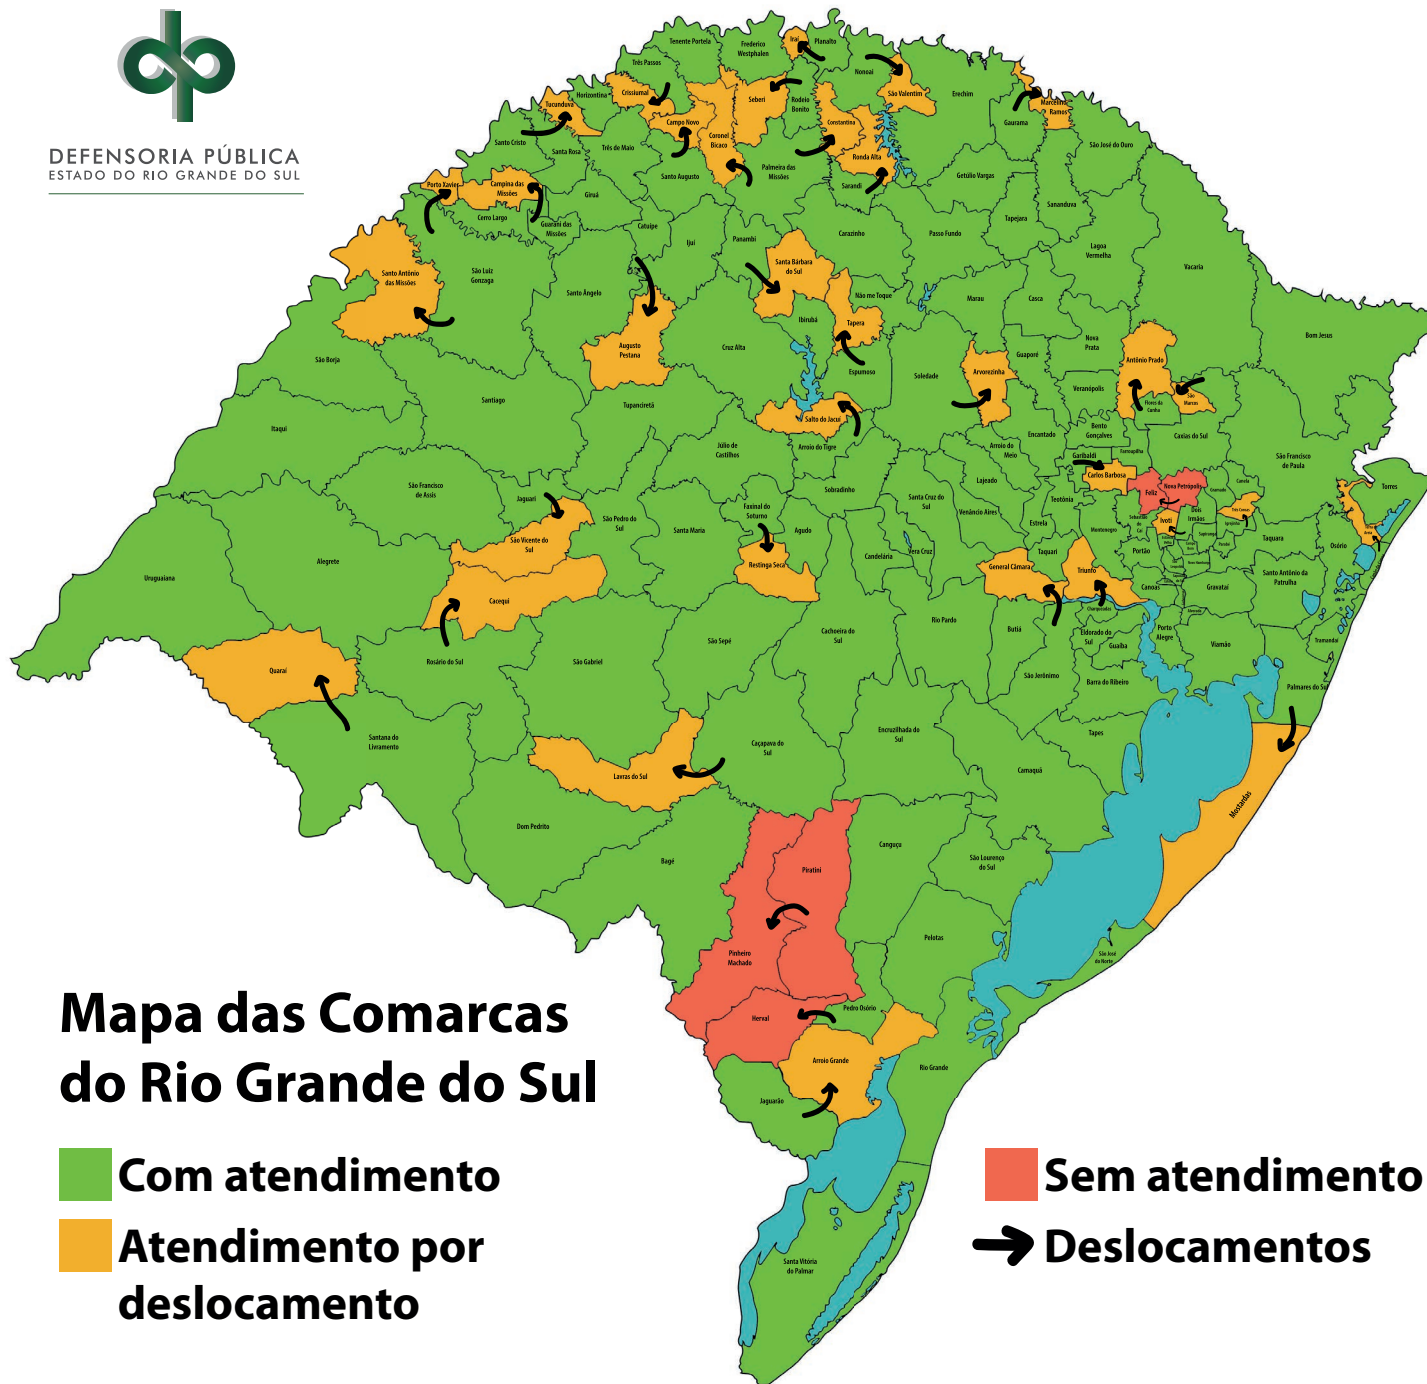 DEFENSORIA PÚBLICA
ESTADO DO RIO GRANDE DO SUL
Tenente Portela
Frederico
Westphalen
Iraí
Planalto
Três Passos
Nonoai
Horizontina
Crissiumal
Seberi
Rodeio
Bonito
São Valentim
Erechim
Marcelino
Ramos
Gaurama
Tucunduva
Campo Novo
Coronel
Bicaco
Constantina
Santo Cristo
Santa Rosa
Três de Maio
Ronda Alta
São José do Ouro
Santo Augusto
Palmeira das
Missões
Sarandi
Getúlio Vargas
Porto Xavier
Campina das
Missões
Giruá
Cerro Largo
Guarani das
Missões
Catuípe
Ijuí
Panambi
Carazinho
Passo Fundo
Tapejara
Sananduva
Lagoa
Vermelha
Vacaria
Santo Antônio
das Missões
São Luiz
Gonzaga
Santo Ângelo
Santa Bárbara
do Sul
Não me Toque
Marau
Casca
Ibirubá
Tapera
Bom Jesus
São Borja
Augusto
Pestana
Cruz Alta
Espumoso
Soledade
Arvorezinha
Guaporé
Nova
Prata
Antônio Prado
Veranópolis
São
Marcos
Flores da
Cunha
Itaqui
Santiago
Tupanciretã
Salto do Jacuí
Arroio do Tigre
Encantado
Bento
Gonçalves
Caxias do Sul
Júlio de
Castilhos
Arroio do
Meio
Garibaldi
Farroupilha
Carlos Barbosa
São Francisco
de Paula
São Francisco
de Assis
Jaguari
Sobradinho
Lajeado
Feliz
Nova Petrópolis
Gramado
Canela
Torres
Faxinal do
Soturno
Santa Cruz do
Sul
Venâncio Aires
Teutônia
Estrela
Montenegro
Ivoti
Dois
Irmãos
Três Coroas
Igrejinha
São Vicente do
Sul
São Pedro do
Sul
Santa Maria
Agudo
Candelária
Vera Cruz
Taquari
Portão
Sapiranga
Parobé
Taquara
Osório
Alegrete
Uruguaiana
Restinga Seca
General Câmara
Triunfo
Canoas
Gravataí
Santo Antônio da
Patrulha
Cacequi
Charqueadas
Alvorada
São Sepé
Cachoeira do
Sul
Rio Pardo
Butiá
Eldorado do
Sul
Guaíba
Porto
Alegre
Viamão
Tramandaí
Quaraí
Rosário do Sul
São Gabriel
São Jerônimo
Barra do Ribeiro
Palmares do Sul
Santana do
Livramento
Caçapava do
Sul
Encruzilhada do
Sul
Tapes
Lavras do Sul
Camaquã
Mostardas
Dom Pedrito
Bagé
Piratini
Canguçu
São Lourenço
do Sul
Pinheiro
Machado
Pelotas
São José
do Norte
Herval
Pedro Osório
Arroio Grande
Rio Grande
Jaguarão
Santa Vitória
do Palmar
Mapa das Comarcas
do Rio Grande do Sul
Com atendimento
Atendimento por
deslocamento
Sem atendimento
Deslocamentos